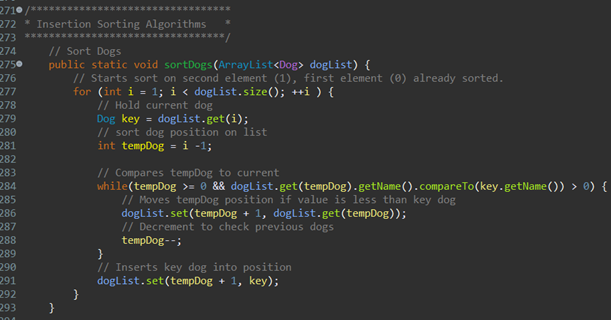 271 /*********************************
272 * Insertion Sorting Algorithms   *
273 *********************************/
274     // Sort Dogs
275     public static void sortDogs(ArrayList<Dog> dogList) {
276         // Starts sort on second element (1), first element (0) already sorted.
277         for (int i = 1; i < dogList.size(); ++i ) {
278             // Hold current dog
279             Dog key = dogList.get(i);
280             // sort dog position on list
281             int tempDog = i -1;
282
283             // Compares tempDog to current
284             while(tempDog >= 0 && dogList.get(tempDog).getName().compareTo(key.getName()) > 0) {
285                 // Moves tempDog position if value is less than key dog
286                 dogList.set(tempDog + 1, dogList.get(tempDog));
287                 // Decrement to check previous dogs
288                 tempDog--;
289             }
290             // Inserts key dog into position
291             dogList.set(tempDog + 1, key);
292         }
293     }